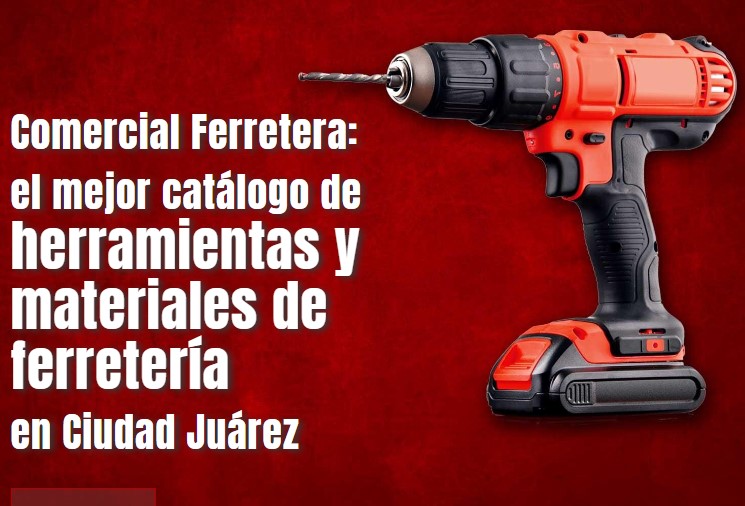 Comercial Ferretera:
el mejor catálogo de
herramientas y
materiales de
ferretería
en Ciudad Juárez